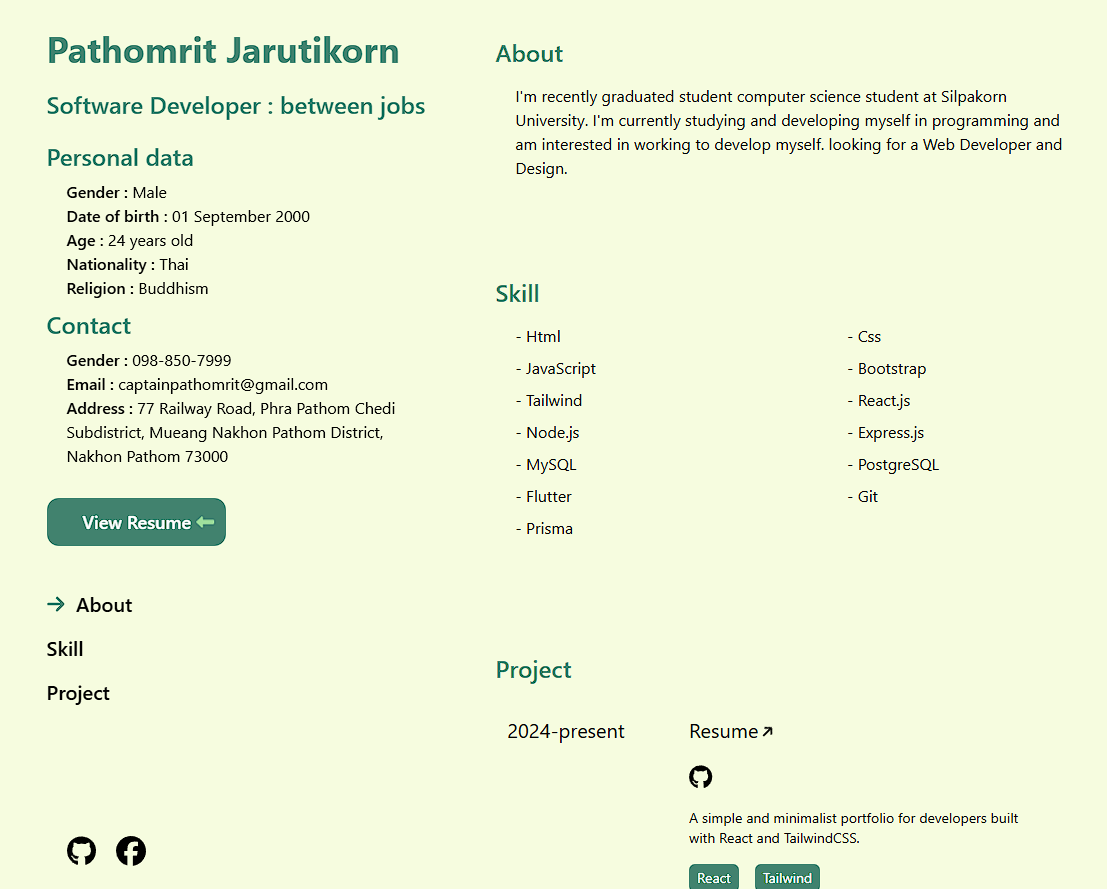 Pathomrit Jarutikorn
Software Developer : between jobs
Personal data
Gender : Male
Date of birth : 01 September 2000
Age : 24 years old
Nationality : Thai
Religion : Buddhism
Contact
Gender : 098-850-7999
Email : captainpathomrit@gmail.com
Address : 77 Railway Road, Phra Pathom Chedi
Subdistrict, Mueang Nakhon Pathom District,
Nakhon Pathom 73000
View Resume
About
Skill
Project
About
I'm recently graduated student computer science student at Silpakorn
University. I'm currently studying and developing myself in programming and
am interested in working to develop myself. looking for a Web Developer and
Design.
Skill
- Html
- Css
- JavaScript
- Bootstrap
- Tailwind
- React.js
- Node.js
- Express.js
- MySQL
- PostgreSQL
- Flutter
- Git
- Prisma
Project
2024-present
Resume
A simple and minimalist portfolio for developers built
with React and TailwindCSS.
React
Tailwind